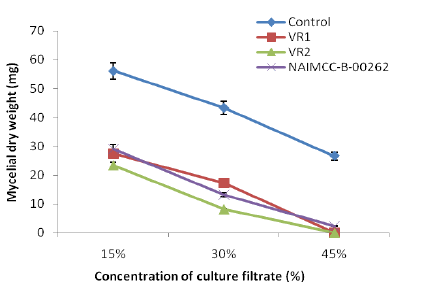 Control
VR1
VR2
NAIMCC-B-00262
Mycelial dry weight (mg)
70
60
50
40
30
20
10
0
15%
30%
45%
Concentration of culture filtrate (%)